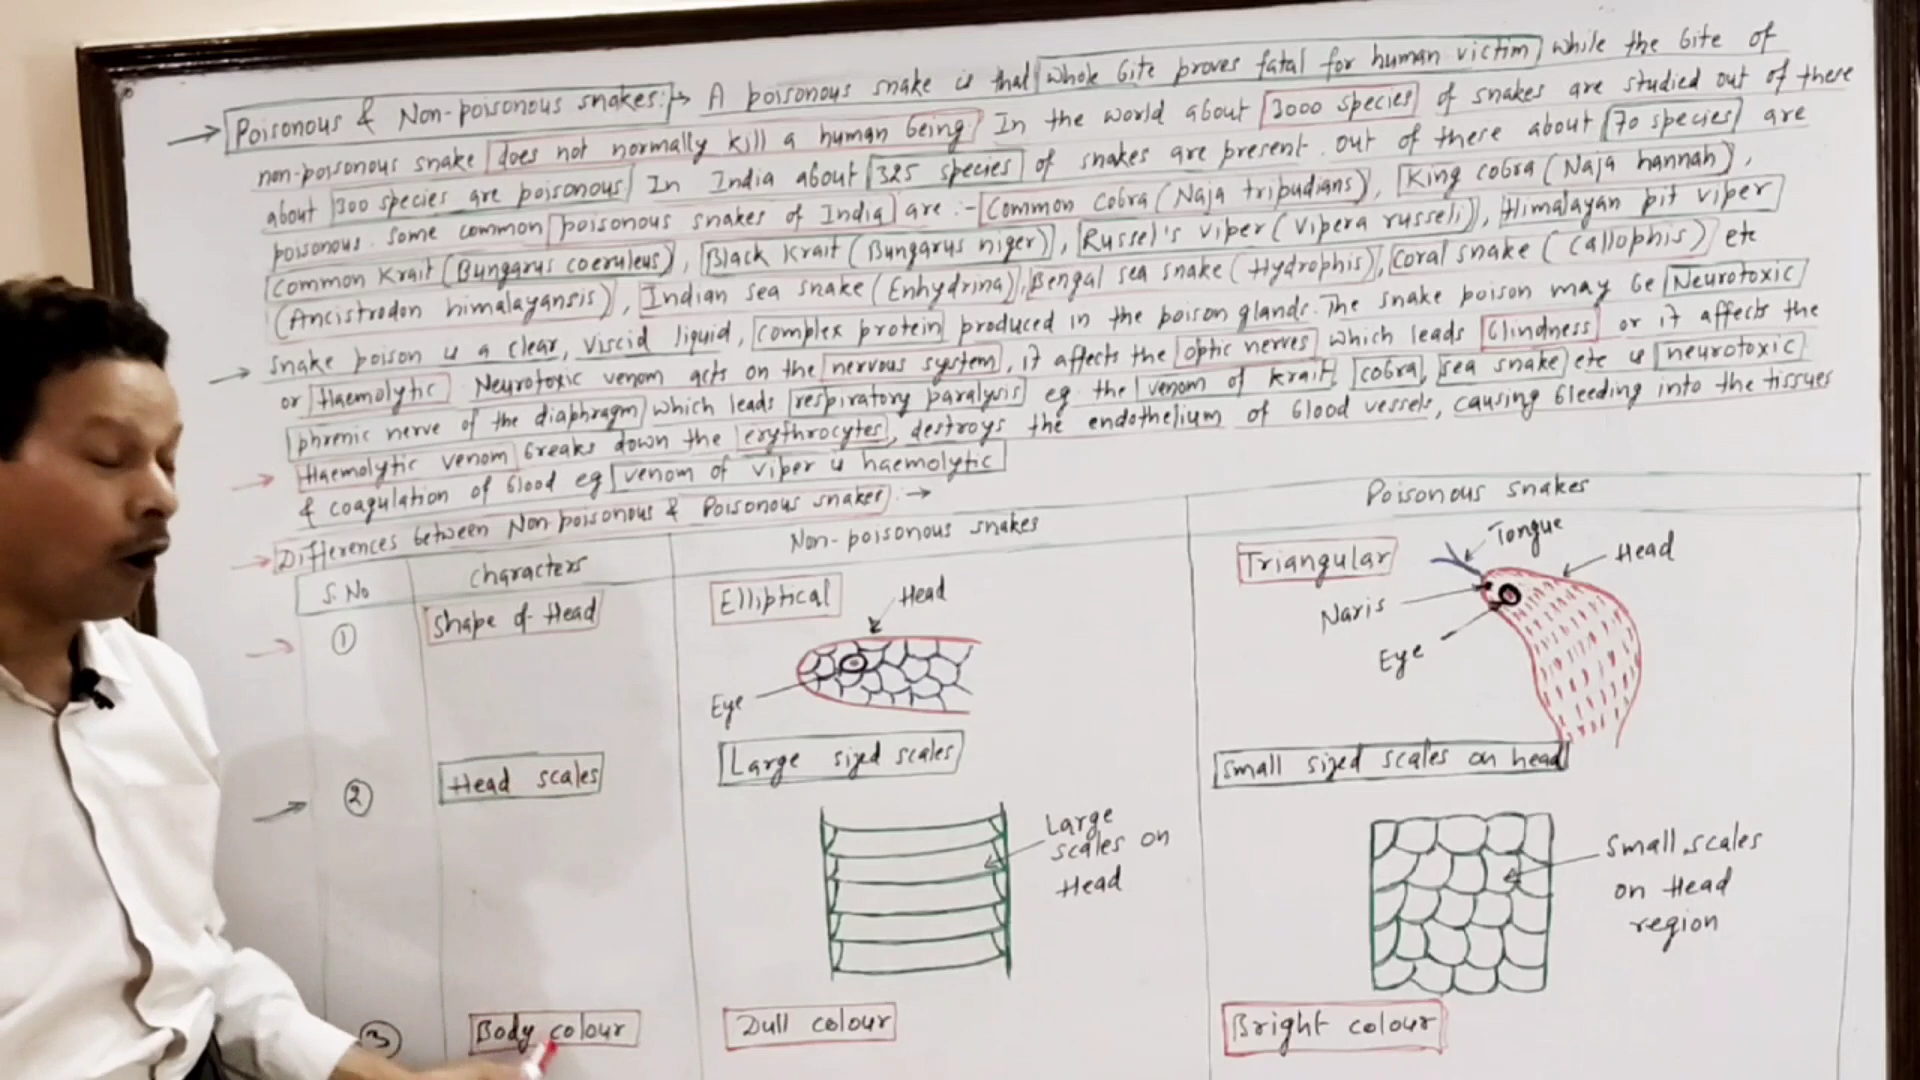 Poisonous & Non-poisonous snakes:→ A poisonous snake is that whole bite proves fatal for human victim while the bite of
non-poisonous snake does not normally kill a human being In the world about 3000 species of snakes are studied out of these
about 300 species are poisonous In India about 325 species of snakes are present. out of these about 70 species are
poisonous. some common poisonous snakes of India are :- Common cobra (Naja tripudians), King cobra (Naja hannah),
Common Krait (Bungarus coeruleus), Black Krait (Bungarus niger), Russel's viper (Vipera russeli), Himalayan pit viper
(Ancistrodon himalayansis), Indian sea snake (Enhydrina), Bengal sea snake (Hydrophis), Coral snake (Callophis) etc
→ Snake poison is a clear, viscid liquid, complex protein produced in the poison glands. The snake poison may be Neurotoxic
or Haemolytic Neurotoxic venom acts on the nervous system, it affects the optic nerves which leads blindness or it affects the
phrenic nerve of the diaphragm which leads respiratory paralysis eg. the venom of krait, cobra, sea snake etc is neurotoxic
→ Haemolytic venom breaks down the erythrocytes, destroys the endothelium of blood vessels, causing bleeding into the tissues
& coagulation of blood eg venom of viper is haemolytic
→ Differences between Non poisonous & Poisonous snakes :→
S.No
Characters
Non-poisonous snakes
Poisonous snakes
①
Shape of Head
Elliptical
Head
Eye
Triangular
Tongue
Head
Naris
Eye
②
Head scales
Large sized scales
Large
scales on
Head
Small sized scales on head
Small scales
on Head
region
③
Body colour
Dull colour
Bright colour